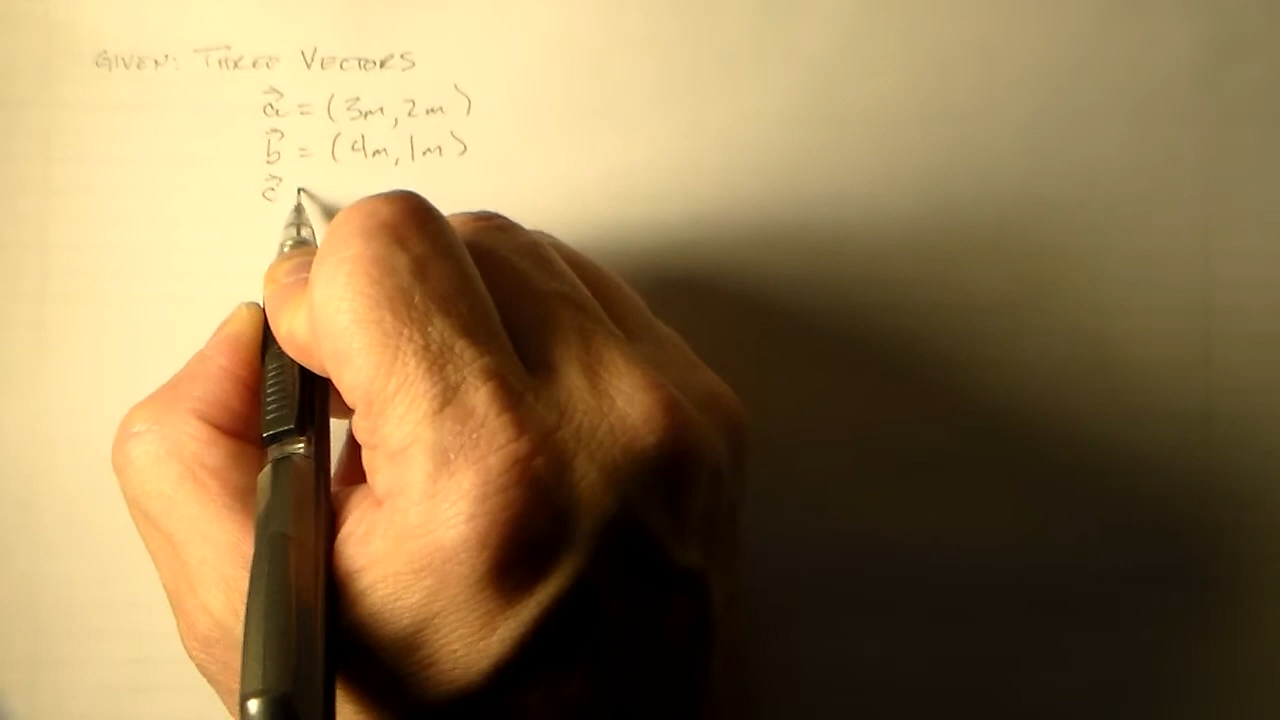 GIVEN: THREE VECTORS
a⃗ = (3m, 2m)
b⃗ = (4m, 1m)
c⃗